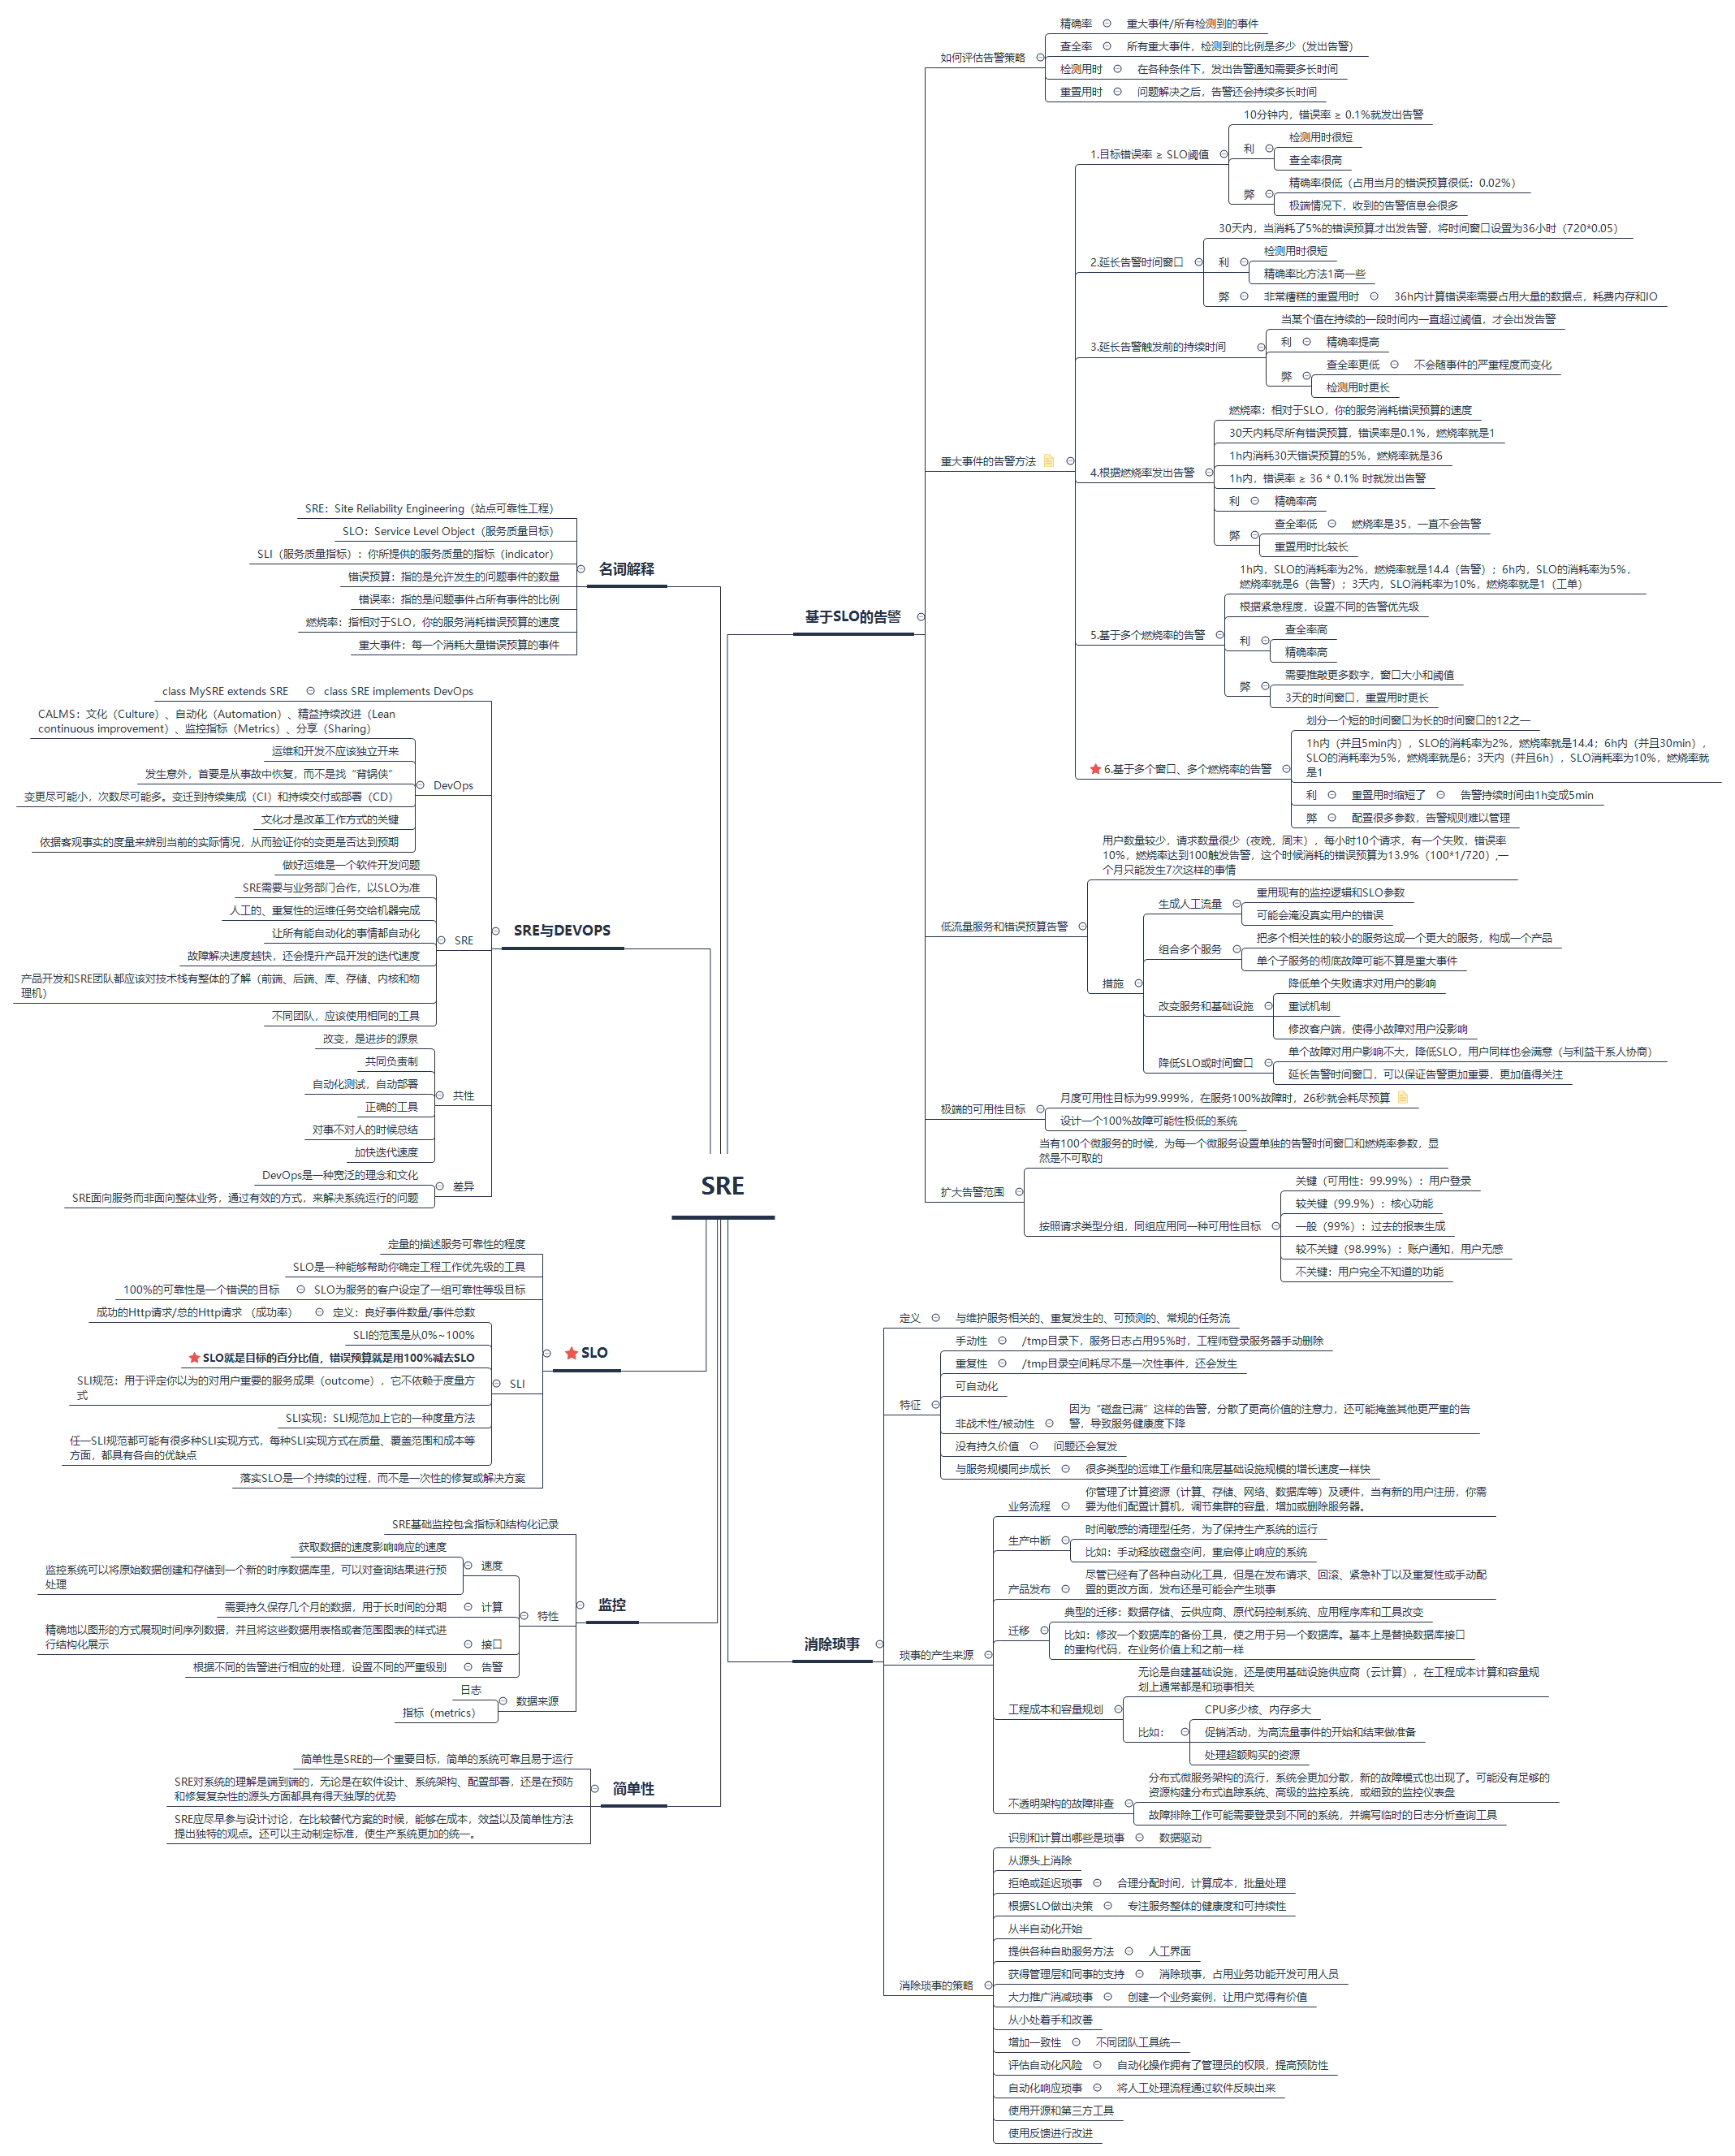 SRE
名词解释
SRE：Site Reliability Engineering（站点可靠性工程）
SLO：Service Level Object（服务质量目标）
SLI（服务质量指标）：你所提供的服务质量的指标（indicator）
错误预算：指的是允许发生的问题事件的数量
错误率：指的是问题事件占所有事件的比例
燃烧率：指相对于SLO，你的服务消耗错误预算的速度
重大事件：每一个消耗大量错误预算的事件
SRE与DEVOPS
class SRE implements DevOps
class MySRE extends SRE
DevOps
CALMS：文化（Culture）、自动化（Automation）、精益持续改进（Lean
continuous improvement）、监控指标（Metrics）、分享（Sharing）
运维和开发不应该独立开来
发生意外，首要是从事故中恢复，而不是找“背锅侠”
变更尽可能小，次数尽可能多。变迁到持续集成（CI）和持续交付或部署（CD）
文化才是改革工作方式的关键
依据客观事实的度量来辨别当前的实际情况，从而验证你的变更是否达到预期
SRE
做好运维是一个软件开发问题
SRE需要与业务部门合作，以SLO为准
人工的、重复性的运维任务交给机器完成
让所有能自动化的事情都自动化
故障解决速度越快，还会提升产品开发的迭代速度
产品开发和SRE团队都应该对技术栈有整体的了解（前端、后端、库、存储、内核和物
理机）
不同团队，应该使用相同的工具
共性
改变，是进步的源泉
共同负责制
自动化测试，自动部署
正确的工具
对事不对人的时候总结
加快迭代速度
差异
DevOps是一种宽泛的理念和文化
SRE面向服务而非面向整体业务，通过有效的方式，来解决系统运行的问题
SLO
定量的描述服务可靠性的程度
SLO是一种能够帮助你确定工程工作优先级的工具
SLO为服务的客户设定了一组可靠性等级目标
100%的可靠性是一个错误的目标
SLI
定义：良好事件数量/事件总数
成功的Http请求/总的Http请求 （成功率）
SLI的范围是从0%~100%
SLO就是目标的百分比值，错误预算就是用100%减去SLO
SLI规范：用于评定你以为的对用户重要的服务成果（outcome），它不依赖于度量方
式
SLI实现：SLI规范加上它的一种度量方法
任一SLI规范都可能有很多种SLI实现方式，每种SLI实现方式在质量、覆盖范围和成本等
方面，都具有各自的优缺点
落实SLO是一个持续的过程，而不是一次性的修复或解决方案
监控
SRE基础监控包含指标和结构化记录
特性
速度
获取数据的速度影响响应的速度
监控系统可以将原始数据创建和存储到一个新的时序数据库里，可以对查询结果进行预
处理
计算
需要持久保存几个月的数据，用于长时间的分期
接口
精确地以图形的方式展现时间序列数据，并且将这些数据用表格或者范围图表的样式进
行结构化展示
告警
根据不同的告警进行相应的处理，设置不同的严重级别
数据来源
日志
指标（metrics）
简单性
简单性是SRE的一个重要目标，简单的系统可靠且易于运行
SRE对系统的理解是端到端的，无论是在软件设计、系统架构、配置部署，还是在预防
和修复复杂性的源头方面都具有得天独厚的优势
SRE应尽早参与设计讨论，在比较替代方案的时候，能够在成本，效益以及简单性方法
提出独特的观点。还可以主动制定标准，使生产系统更加的统一。
基于SLO的告警
如何评估告警策略
精确率
重大事件/所有检测到的事件
查全率
所有重大事件，检测到的比例是多少（发出告警）
检测用时
在各种条件下，发出告警通知需要多长时间
重置用时
问题解决之后，告警还会持续多长时间
重大事件的告警方法
1.目标错误率 ≥ SLO阈值
10分钟内，错误率 ≥ 0.1%就发出告警
利
检测用时很短
查全率很高
弊
精确率很低（占用当月的错误预算很低：0.02%）
极端情况下，收到的告警信息会很多
2.延长告警时间窗口
30天内，当消耗了5%的错误预算才出发告警，将时间窗口设置为36小时（720*0.05）
利
检测用时很短
精确率比方法1高一些
弊
非常糟糕的重置用时
36h内计算错误率需要占用大量的数据点，耗费内存和IO
3.延长告警触发前的持续时间
当某个值在持续的一段时间内一直超过阈值，才会出发告警
利
精确率提高
弊
查全率更低
不会随事件的严重程度而变化
检测用时更长
4.根据燃烧率发出告警
燃烧率：相对于SLO，你的服务消耗错误预算的速度
30天内耗尽所有错误预算，错误率是0.1%，燃烧率就是1
1h内消耗30天错误预算的5%，燃烧率就是36
1h内，错误率 ≥ 36 * 0.1% 时就发出告警
利
精确率高
弊
查全率低
燃烧率是35，一直不会告警
重置用时比较长
5.基于多个燃烧率的告警
1h内，SLO的消耗率为2%，燃烧率就是14.4（告警）；6h内，SLO的消耗率为5%，
燃烧率就是6（告警）；3天内，SLO消耗率为10%，燃烧率就是1（工单）
根据紧急程度，设置不同的告警优先级
利
查全率高
精确率高
弊
需要推敲更多数字，窗口大小和阈值
3天的时间窗口，重置用时更长
6.基于多个窗口、多个燃烧率的告警
划分一个短的时间窗口为长的时间窗口的12之一
1h内（并且5min内），SLO的消耗率为2%，燃烧率就是14.4；6h内（并且30min），
SLO的消耗率为5%，燃烧率就是6；3天内（并且6h），SLO消耗率为10%，燃烧率就
是1
利
重置用时缩短了
告警持续时间由1h变成5min
弊
配置很多参数，告警规则难以管理
低流量服务和错误预算告警
用户数量较少，请求数量很少（夜晚，周末），每小时10个请求，有一个失败，错误率
10%，燃烧率达到100触发告警，这个时候消耗的错误预算为13.9%（100*1/720）,一
个月只能发生7次这样的事情
措施
生成人工流量
重用现有的监控逻辑和SLO参数
可能会淹没真实用户的错误
组合多个服务
把多个相关性的较小的服务这成一个更大的服务，构成一个产品
单个子服务的彻底故障可能不算是重大事件
改变服务和基础设施
降低单个失败请求对用户的影响
重试机制
修改客户端，使得小故障对用户没影响
降低SLO或时间窗口
单个故障对用户影响不大，降低SLO，用户同样也会满意（与利益干系人协商）
延长告警时间窗口，可以保证告警更加重要，更加值得关注
极端的可用性目标
月度可用性目标为99.999%，在服务100%故障时，26秒就会耗尽预算
设计一个100%故障可能性极低的系统
扩大告警范围
当有100个微服务的时候，为每一个微服务设置单独的告警时间窗口和燃烧率参数，显
然是不可取的
按照请求类型分组，同组应用同一种可用性目标
关键（可用性：99.99%）：用户登录
较关键（99.9%）：核心功能
一般（99%）：过去的报表生成
较不关键（98.99%）：账户通知，用户无感
不关键：用户完全不知道的功能
消除琐事
定义
与维护服务相关的、重复发生的、可预测的、常规的任务流
特征
手动性
/tmp目录下，服务日志占用95%时，工程师登录服务器手动删除
重复性
/tmp目录空间耗尽不是一次性事件，还会发生
可自动化
非战术性/被动性
因为“磁盘已满”这样的告警，分散了更高价值的注意力，还可能掩盖其他更严重的告
警，导致服务健康度下降
没有持久价值
问题还会复发
与服务规模同步成长
很多类型的运维工作量和底层基础设施规模的增长速度一样快
琐事的产生来源
业务流程
你管理了计算资源（计算、存储、网络、数据库等）及硬件，当有新的用户注册，你需
要为他们配置计算机，调节集群的容量，增加或删除服务器。
生产中断
时间敏感的清理型任务，为了保持生产系统的运行
比如：手动释放磁盘空间，重启停止响应的系统
产品发布
尽管已经有了各种自动化工具，但是在发布请求、回滚、紧急补丁以及重复性或手动配
置的更改方面，发布还是可能会产生琐事
迁移
典型的迁移：数据存储、云供应商、原代码控制系统、应用程序库和工具改变
比如：修改一个数据库的备份工具，使之用于另一个数据库。基本上是替换数据库接口
的重构代码，在业务价值上和之前一样
工程成本和容量规划
无论是自建基础设施，还是使用基础设施供应商（云计算），在工程成本计算和容量规
划上通常都是和琐事相关
比如：
CPU多少核、内存多大
促销活动，为高流量事件的开始和结束做准备
处理超额购买的资源
不透明架构的故障排查
分布式微服务架构的流行，系统会更加分散，新的故障模式也出现了。可能没有足够的
资源构建分布式追踪系统、高级的监控系统，或细致的监控仪表盘
故障排除工作可能需要登录到不同的系统，并编写临时的日志分析查询工具
消除琐事的策略
识别和计算出哪些是琐事
数据驱动
从源头上消除
拒绝或延迟琐事
合理分配时间，计算成本，批量处理
根据SLO做出决策
专注服务整体的健康度和可持续性
从半自动化开始
提供各种自助服务方法
人工界面
获得管理层和同事的支持
消除琐事，占用业务功能开发可用人员
大力推广消减琐事
创建一个业务案例，让用户觉得有价值
从小处着手和改善
增加一致性
不同团队工具统一
评估自动化风险
自动化操作拥有了管理员的权限，提高预防性
自动化响应琐事
将人工处理流程通过软件反映出来
使用开源和第三方工具
使用反馈进行改进